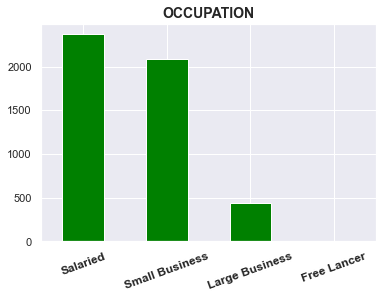 OCCUPATION
2000
1500
1000
500
0
Salaried
Small Business
Large Business
Free Lancer